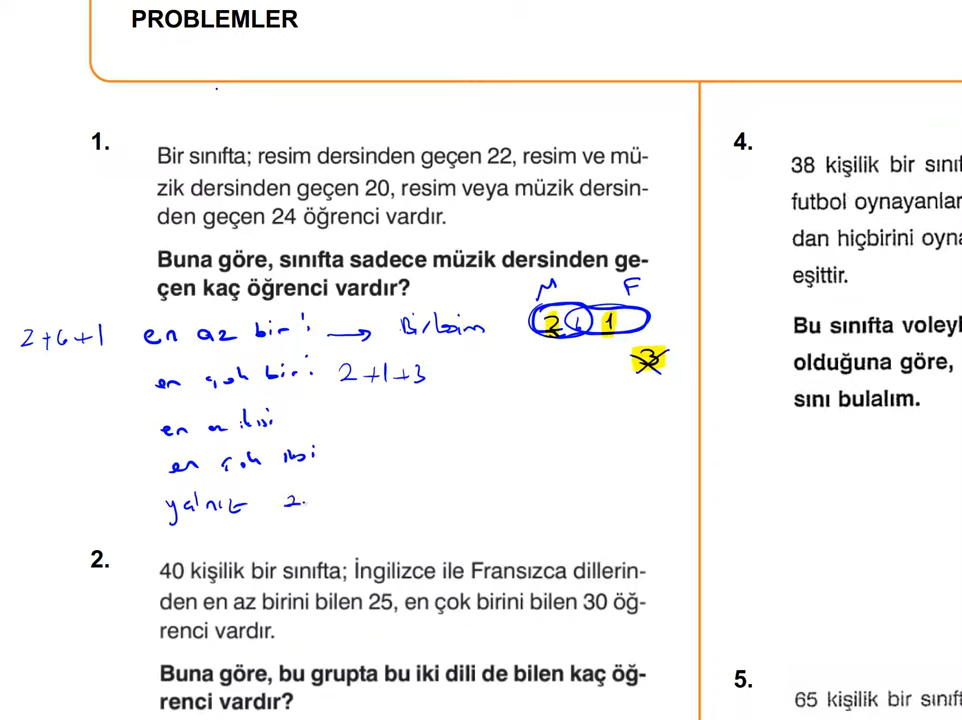 PROBLEMLER
1.
Bir sınıfta; resim dersinden geçen 22, resim ve mü-
zik dersinden geçen 20, resim veya müzik dersin-
den geçen 24 öğrenci vardır.
Buna göre, sınıfta sadece müzik dersinden ge-
çen kaç öğrenci vardır?
M F
2+6+1 en az biri → Birleşim 2 6 1
en çok biri 2+1+3 3
en az ikisi
en çok ikisi
yalnız 2.
2.
40 kişilik bir sınıfta; İngilizce ile Fransızca dillerin-
den en az birini bilen 25, en çok birini bilen 30 öğ-
renci vardır.
Buna göre, bu grupta bu iki dili de bilen kaç öğ-
renci vardır?
4.
38 kişilik bir sınıf
futbol oynayanlar
dan hiçbirini oyna
eşittir.
Bu sınıfta voleyl
olduğuna göre,
sını bulalım.
5.
65 kişilik bir sınıft